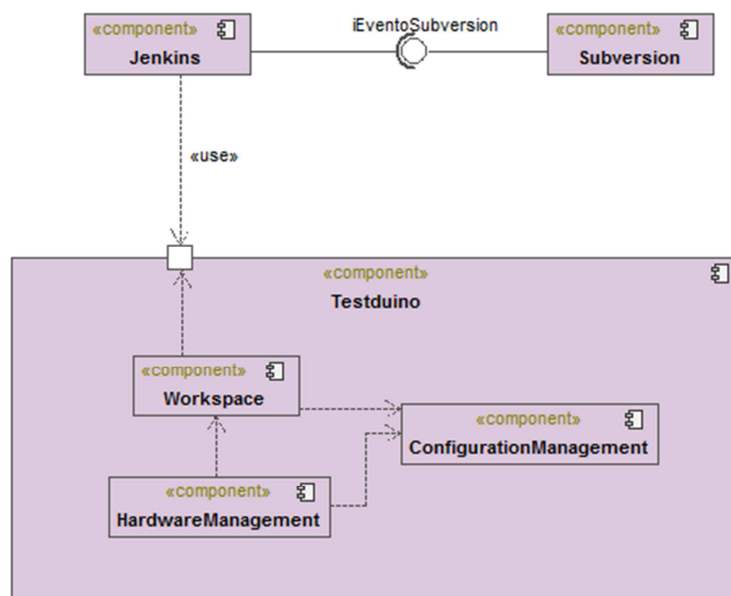 iEventoSubversion
«component»
Jenkins
«component»
Subversion
«use»
«component»
Testduino
«component»
Workspace
«component»
ConfigurationManagement
«component»
HardwareManagement